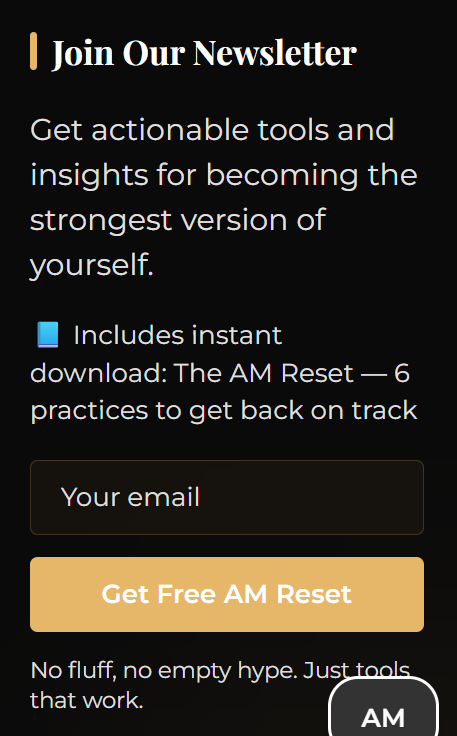 Join Our Newsletter
Get actionable tools and
insights for becoming the
strongest version of
yourself.
📘 Includes instant
download: The AM Reset — 6
practices to get back on track
Your email
Get Free AM Reset
No fluff, no empty hype. Just tools
that work.
AM